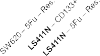 SW620 – 5Fu – Res.
LS411N – CD133+
LS411N – 5Fu – Res.